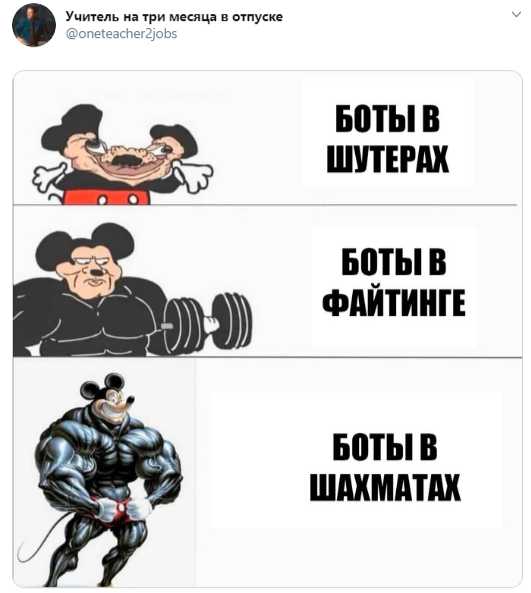 Учитель на три месяца в отпуске
@oneteacher2jobs
БОТЫ В
ШУТЕРАХ
БОТЫ В
ФАЙТИНГЕ
БОТЫ В
ШАХМАТАХ